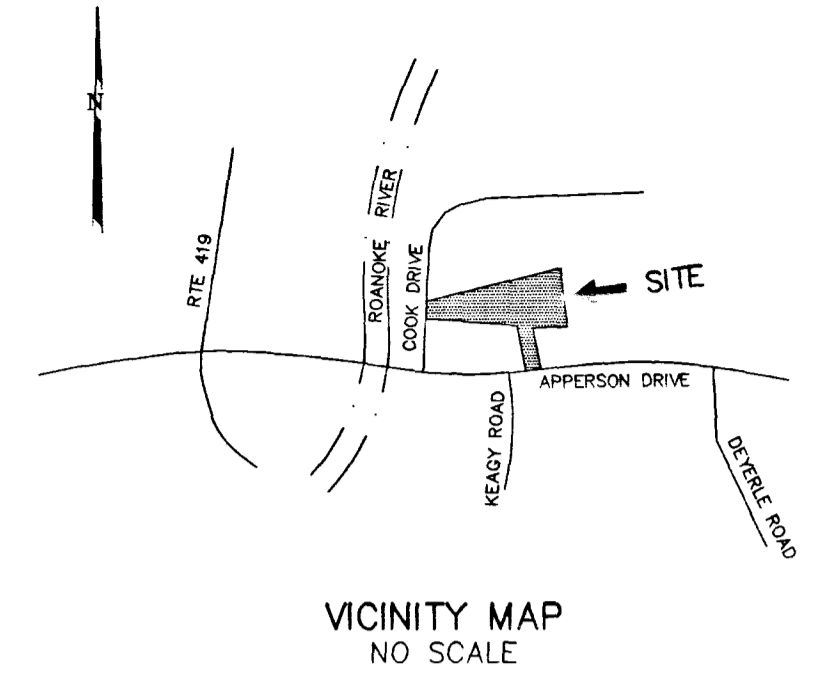 N
RTE 419
ROANOKE RIVER
COOK DRIVE
SITE
APPERSON DRIVE
KEAGY ROAD
DEYERLE ROAD
VICINITY MAP
NO SCALE